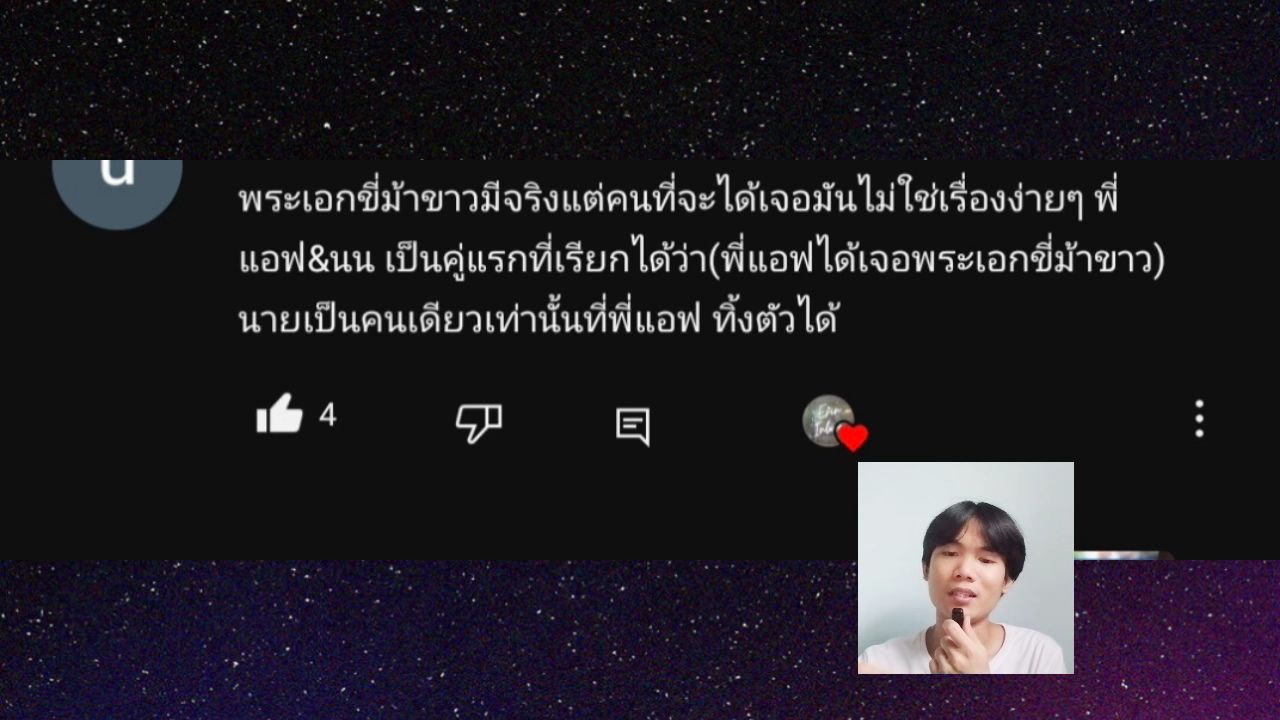 น
พระเอกขี่ม้าขาวมีจริงแต่คนที่จะได้เจอมันไม่ใช่เรื่องง่ายๆ พี่
แอฟ&นน เป็นคู่แรกที่เรียกได้ว่า(พี่แอฟได้เจอพระเอกขี่ม้าขาว)
นายเป็นคนเดียวเท่านั้นที่พี่แอฟ ทิ้งตัวได้
4